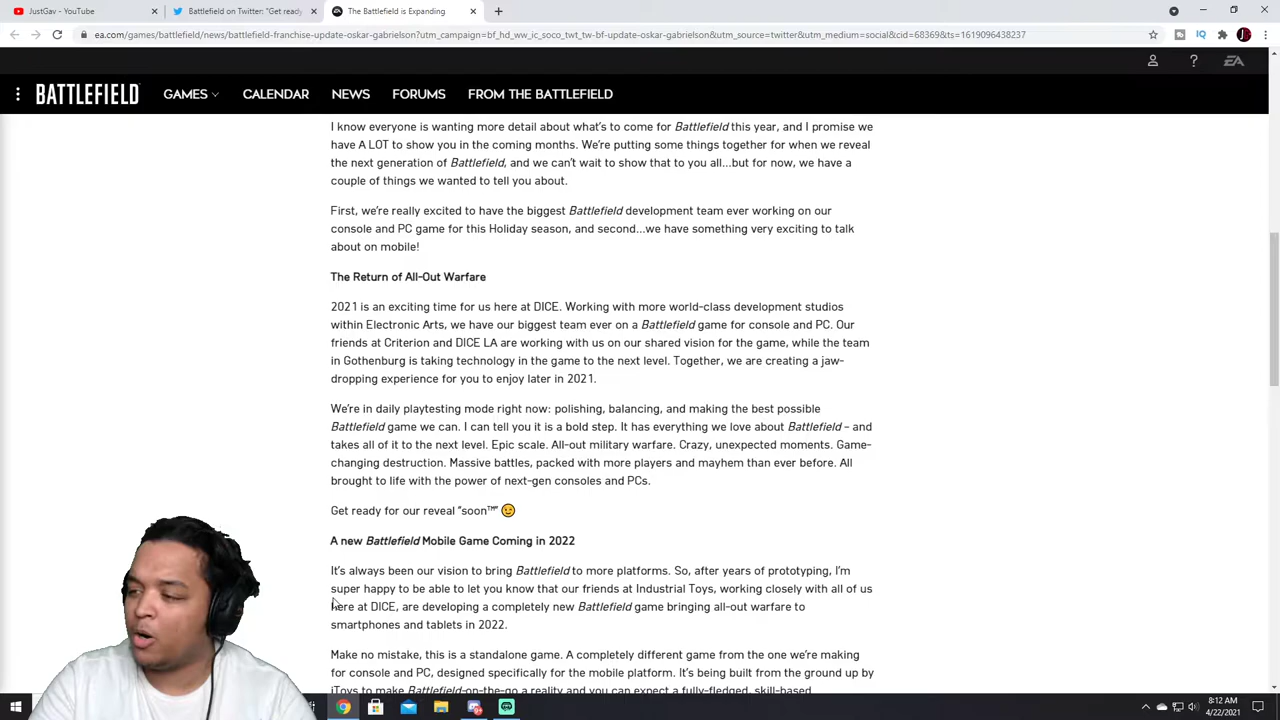 JustGav - YouTube
Battlefield on Twitter: "Get ready
The Battlefield is Expanding
ea.com/games/battlefield/news/battlefield-franchise-update-oskar-gabrielson?utm_campaign=bf_hd_ww_ic_soco_twt_tw-bf-update-oskar-gabrielson&utm_source=twitter&utm_medium=social&cid=68369&ts=1619096438237
BATTLEFIELD GAMES CALENDAR NEWS FORUMS FROM THE BATTLEFIELD
I know everyone is wanting more detail about what's to come for Battlefield this year, and I promise we
have A LOT to show you in the coming months. We're putting some things together for when we reveal
the next generation of Battlefield, and we can't wait to show that to you all...but for now, we have a
couple of things we wanted to tell you about.
First, we're really excited to have the biggest Battlefield development team ever working on our
console and PC game for this Holiday season, and second...we have something very exciting to talk
about on mobile!
The Return of All-Out Warfare
2021 is an exciting time for us here at DICE. Working with more world-class development studios
within Electronic Arts, we have our biggest team ever on a Battlefield game for console and PC. Our
friends at Criterion and DICE LA are working with us on our shared vision for the game, while the team
in Gothenburg is taking technology in the game to the next level. Together, we are creating a jaw-
dropping experience for you to enjoy later in 2021.
We're in daily playtesting mode right now: polishing, balancing, and making the best possible
Battlefield game we can. I can tell you it is a bold step. It has everything we love about Battlefield – and
takes all of it to the next level. Epic scale. All-out military warfare. Crazy, unexpected moments. Game-
changing destruction. Massive battles, packed with more players and mayhem than ever before. All
brought to life with the power of next-gen consoles and PCs.
Get ready for our reveal "soon™" 😉
A new Battlefield Mobile Game Coming in 2022
It's always been our vision to bring Battlefield to more platforms. So, after years of prototyping, I'm
super happy to be able to let you know that our friends at Industrial Toys, working closely with all of us
here at DICE, are developing a completely new Battlefield game bringing all-out warfare to
smartphones and tablets in 2022.
Make no mistake, this is a standalone game. A completely different game from the one we're making
for console and PC, designed specifically for the mobile platform. It's being built from the ground up by
iToys to make Battlefield-on-the-go a reality and you can expect a fully-fledged, skill-based
8:12 AM
4/22/2021